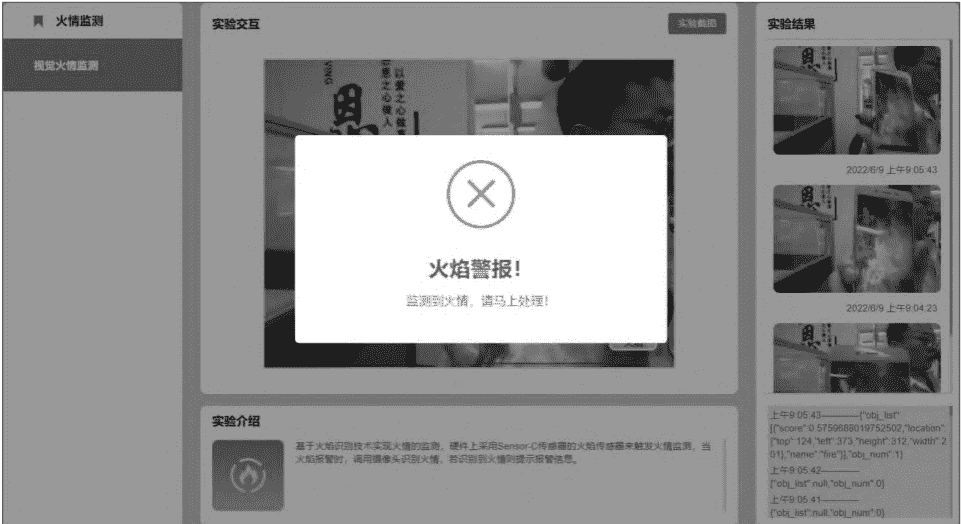 火情监测
视觉火情监测
实验交互
实验截图
以爱之心做事
恩
火焰警报！
监测到火情，请马上处理！
实验介绍
基于火焰识别技术实现火情的监测，硬件上采用Sensor-C传感器的火焰传感器来触发火情监测，当
火焰报警时，调用摄像头识别火情，若识别到火情则提示报警信息。
实验结果
2022/6/9 上午9:05:43
2022/6/9 上午9:04:23
上午9:05:43----------{"obj_list"
[{"score":0.5759688019752502,"location"
{"top":124,"left":373,"height":312,"width":2
01},"name":"fire"}],"obj_num":1}
上午9:05:42----------
{"obj_list":null,"obj_num":0}
上午9:05:41----------
{"obj_list":null,"obj_num":0}